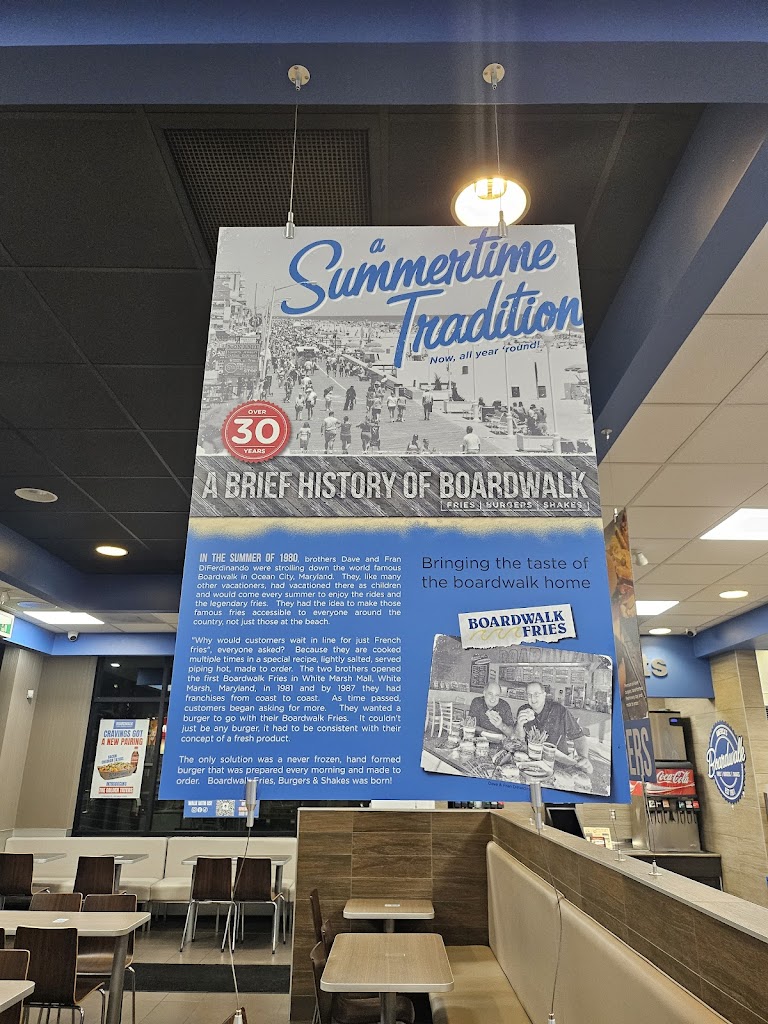 a
Summertime
Tradition
Now, all year 'round!
OVER
30
YEARS
A BRIEF HISTORY OF BOARDWALK
FRIES | BURGERS | SHAKES
IN THE SUMMER OF 1980, brothers Dave and Fran
DiFerdinando were strolling down the world famous
Boardwalk in Ocean City, Maryland. They, like many
other vacationers, had vacationed there as children
and would come every summer to enjoy the rides and
the legendary fries. They had the idea to make those
famous fries accessible to everyone around the
country, not just those at the beach.
"Why would customers wait in line for just French
fries", everyone asked? Because they are cooked
multiple times in a special recipe, lightly salted, served
piping hot, made to order. The two brothers opened
the first Boardwalk Fries in White Marsh Mall, White
Marsh, Maryland, in 1981 and by 1987 they had
franchises from coast to coast. As time passed,
customers began asking for more. They wanted a
burger to go with their Boardwalk Fries. It couldn't
just be any burger, it had to be consistent with their
concept of a fresh product.
The only solution was a never frozen, hand formed
burger that was prepared every morning and made to
order. Boardwalk Fries, Burgers & Shakes was born!
Bringing the taste of
the boardwalk home
BOARDWALK
FRIES
CRAVINGS GOT
A NEW PAIRING
ERS
Coca-Cola
Boardwalk